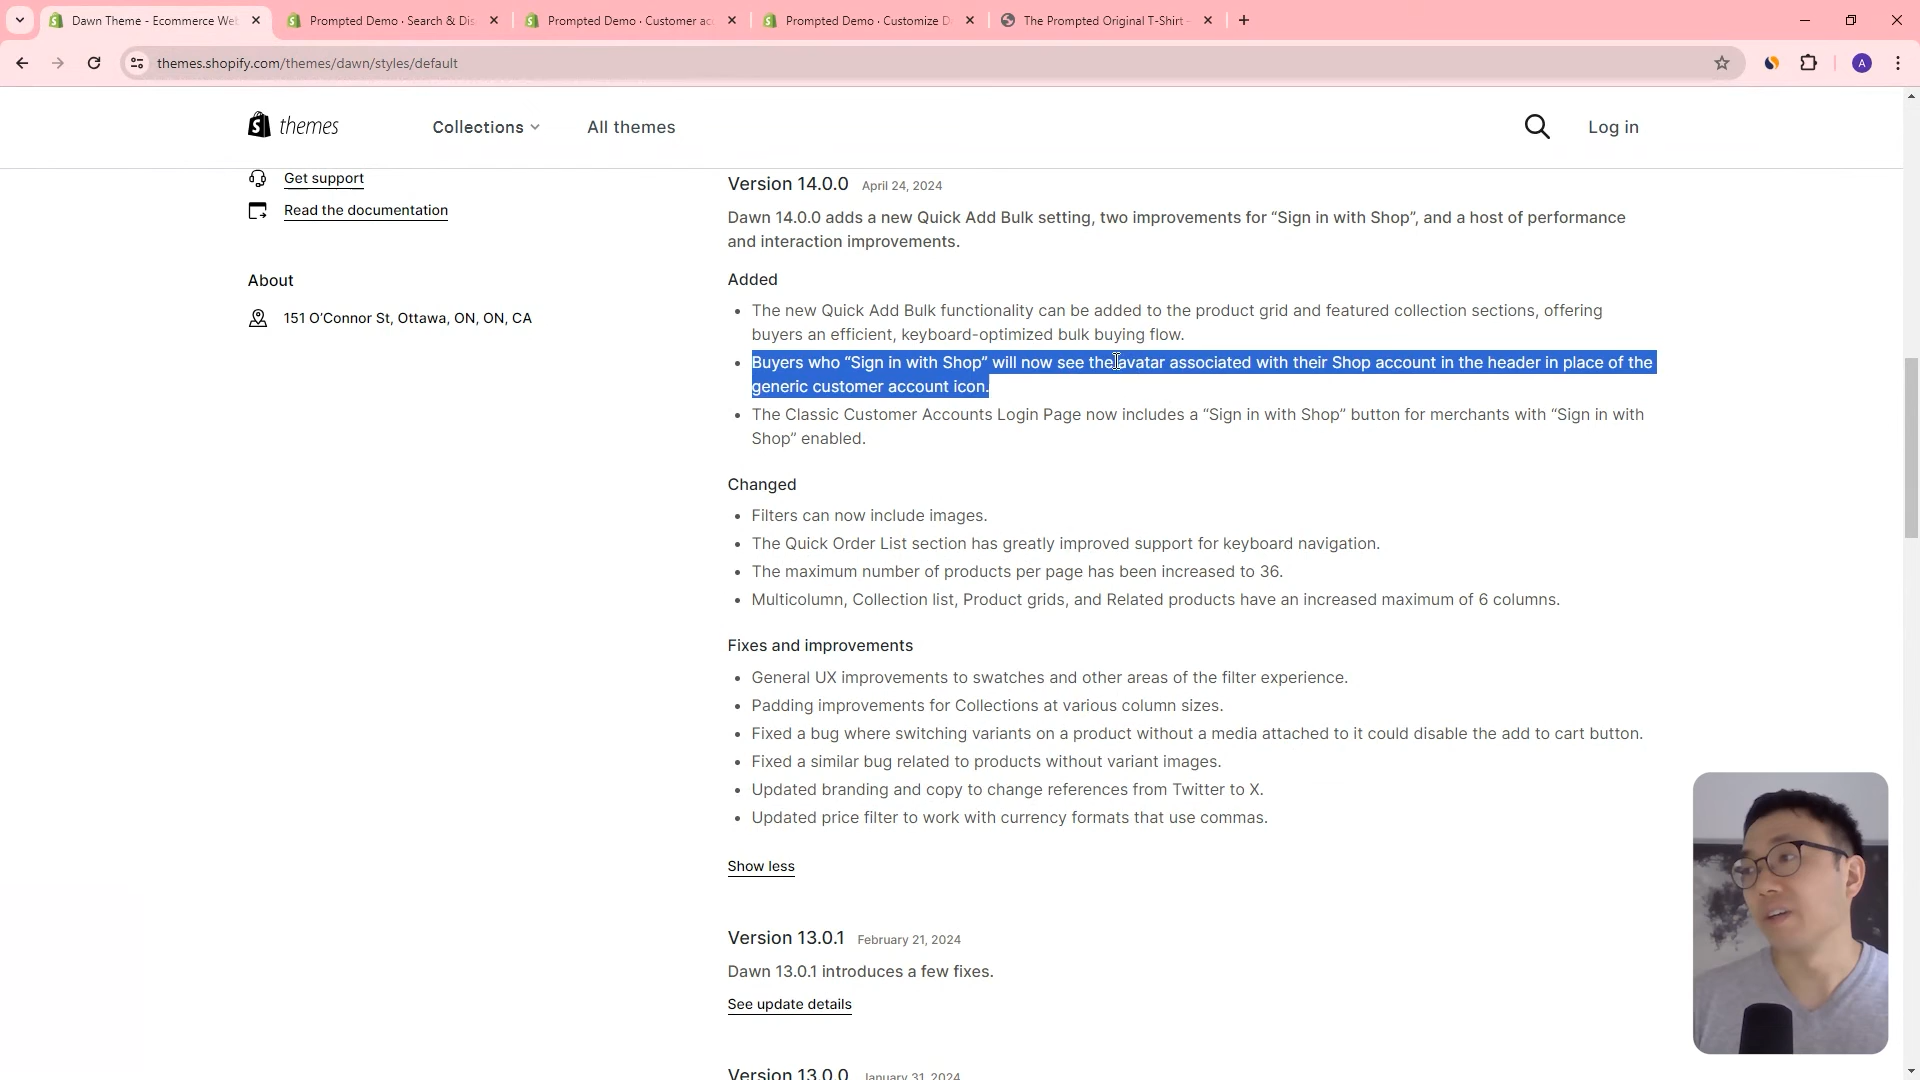 Dawn Theme - Ecommerce Web
Prompted Demo · Search & Dis
Prompted Demo · Customer ac
Prompted Demo · Customize D
The Prompted Original T-Shirt -
themes.shopify.com/themes/dawn/styles/default
A
themes
Collections
All themes
Log in
Get support
Read the documentation
About
151 O’Connor St, Ottawa, ON, ON, CA
Version 14.0.0 April 24, 2024
Dawn 14.0.0 adds a new Quick Add Bulk setting, two improvements for “Sign in with Shop”, and a host of performance
and interaction improvements.
Added
The new Quick Add Bulk functionality can be added to the product grid and featured collection sections, offering
buyers an efficient, keyboard-optimized bulk buying flow.
Buyers who “Sign in with Shop” will now see the avatar associated with their Shop account in the header in place of the
generic customer account icon.
The Classic Customer Accounts Login Page now includes a “Sign in with Shop” button for merchants with “Sign in with
Shop” enabled.
Changed
Filters can now include images.
The Quick Order List section has greatly improved support for keyboard navigation.
The maximum number of products per page has been increased to 36.
Multicolumn, Collection list, Product grids, and Related products have an increased maximum of 6 columns.
Fixes and improvements
General UX improvements to swatches and other areas of the filter experience.
Padding improvements for Collections at various column sizes.
Fixed a bug where switching variants on a product without a media attached to it could disable the add to cart button.
Fixed a similar bug related to products without variant images.
Updated branding and copy to change references from Twitter to X.
Updated price filter to work with currency formats that use commas.
Show less
Version 13.0.1 February 21, 2024
Dawn 13.0.1 introduces a few fixes.
See update details
Version 13.0.0 January 31, 2024